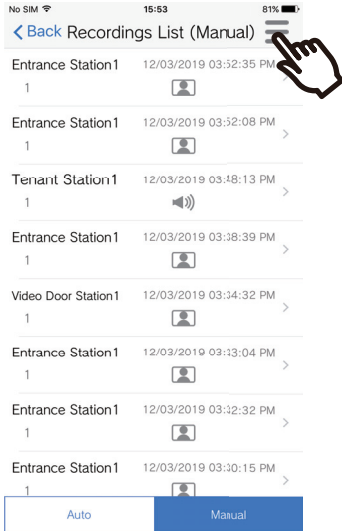 No SIM 15:53 81%
Back Recordings List (Manual)
Entrance Station1 12/03/2019 03:52:35 PM
1
Entrance Station1 12/03/2019 03:52:08 PM
1
Tenant Station1 12/03/2019 03:48:13 PM
1
Entrance Station1 12/03/2019 03:38:39 PM
1
Video Door Station1 12/03/2019 03:34:32 PM
1
Entrance Station1 12/03/2019 03:33:04 PM
1
Entrance Station1 12/03/2019 03:32:32 PM
1
Entrance Station1 12/03/2019 03:30:15 PM
1
Auto Manual